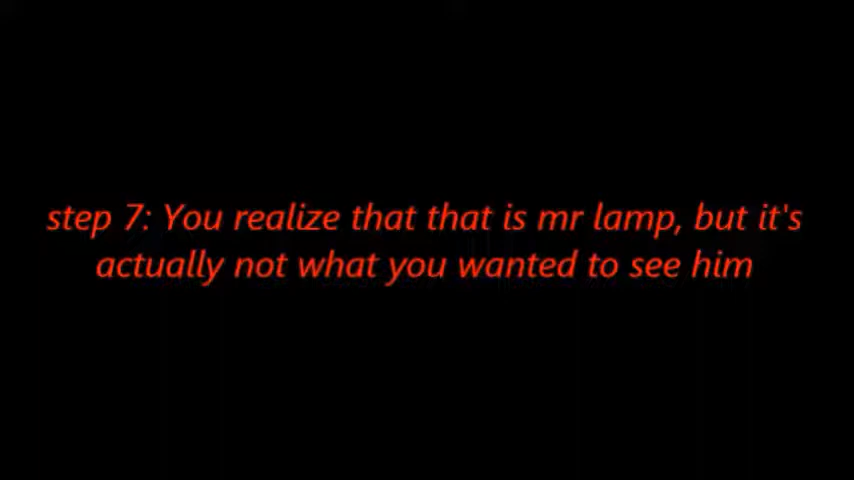 step 7: You realize that that is mr lamp, but it's
actually not what you wanted to see him